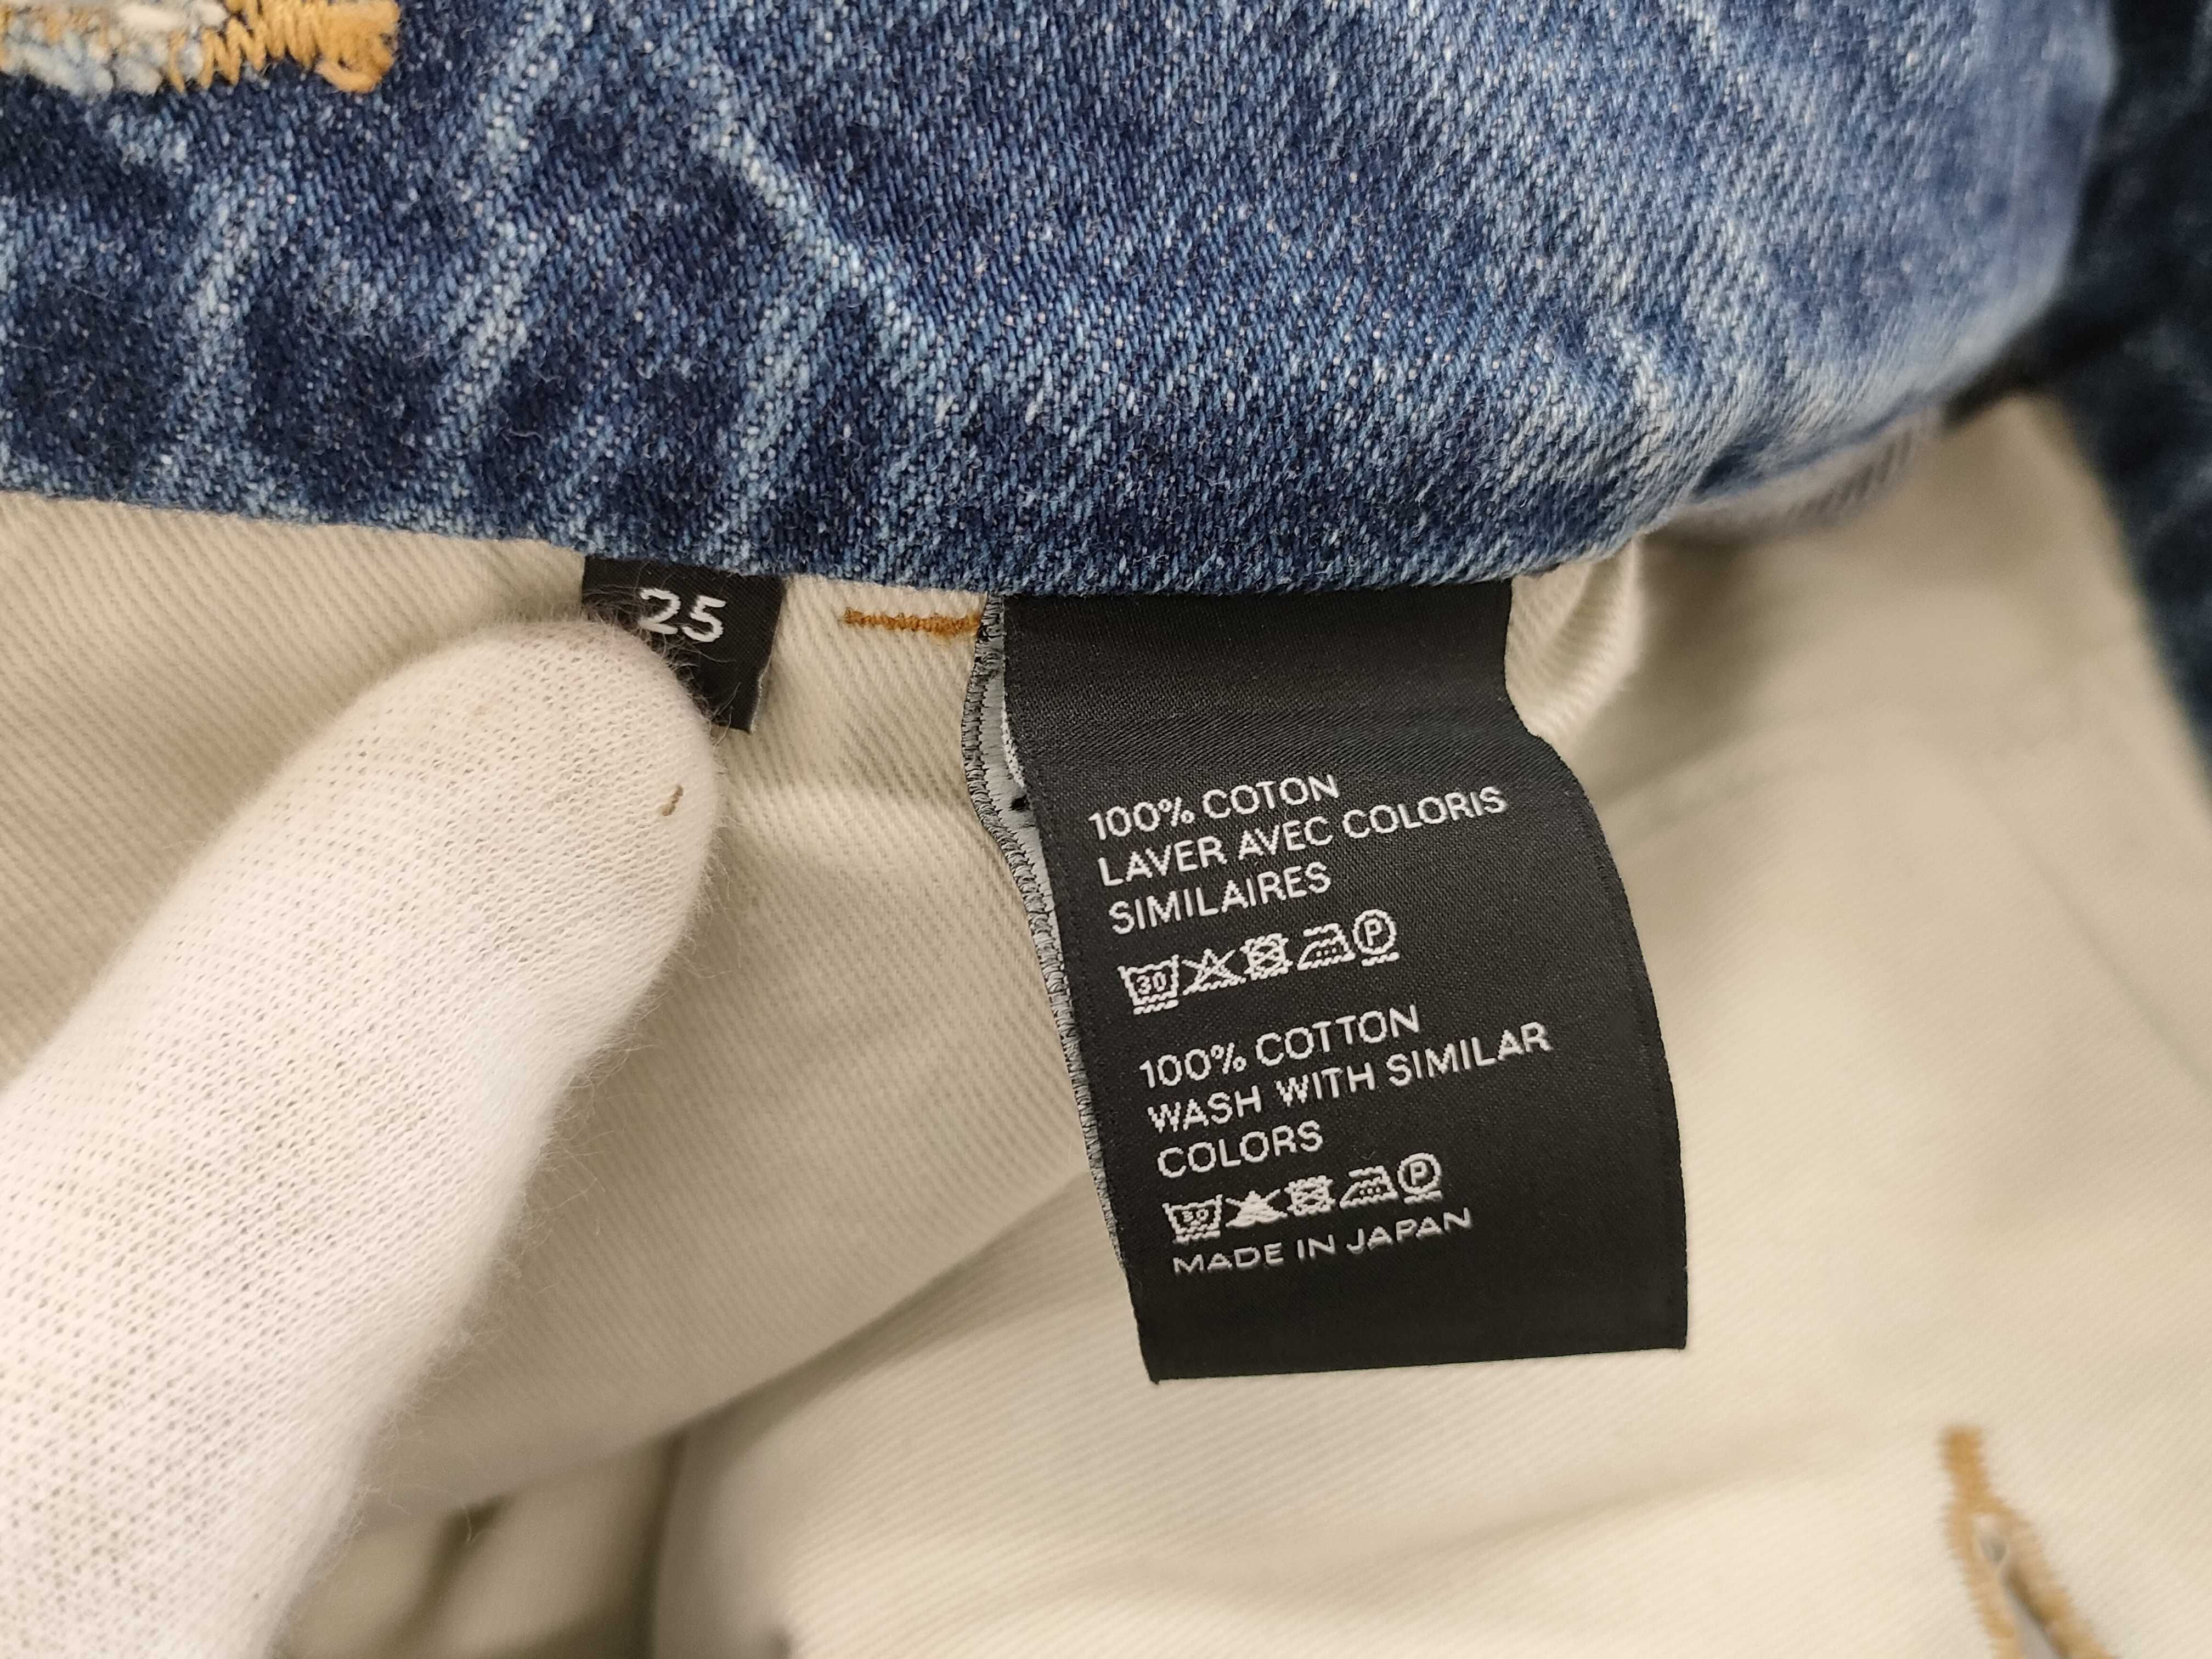 25
100% COTON
LAVER AVEC COLORIS
SIMILAIRES
30 P
100% COTTON
WASH WITH SIMILAR
COLORS
30 P
MADE IN JAPAN